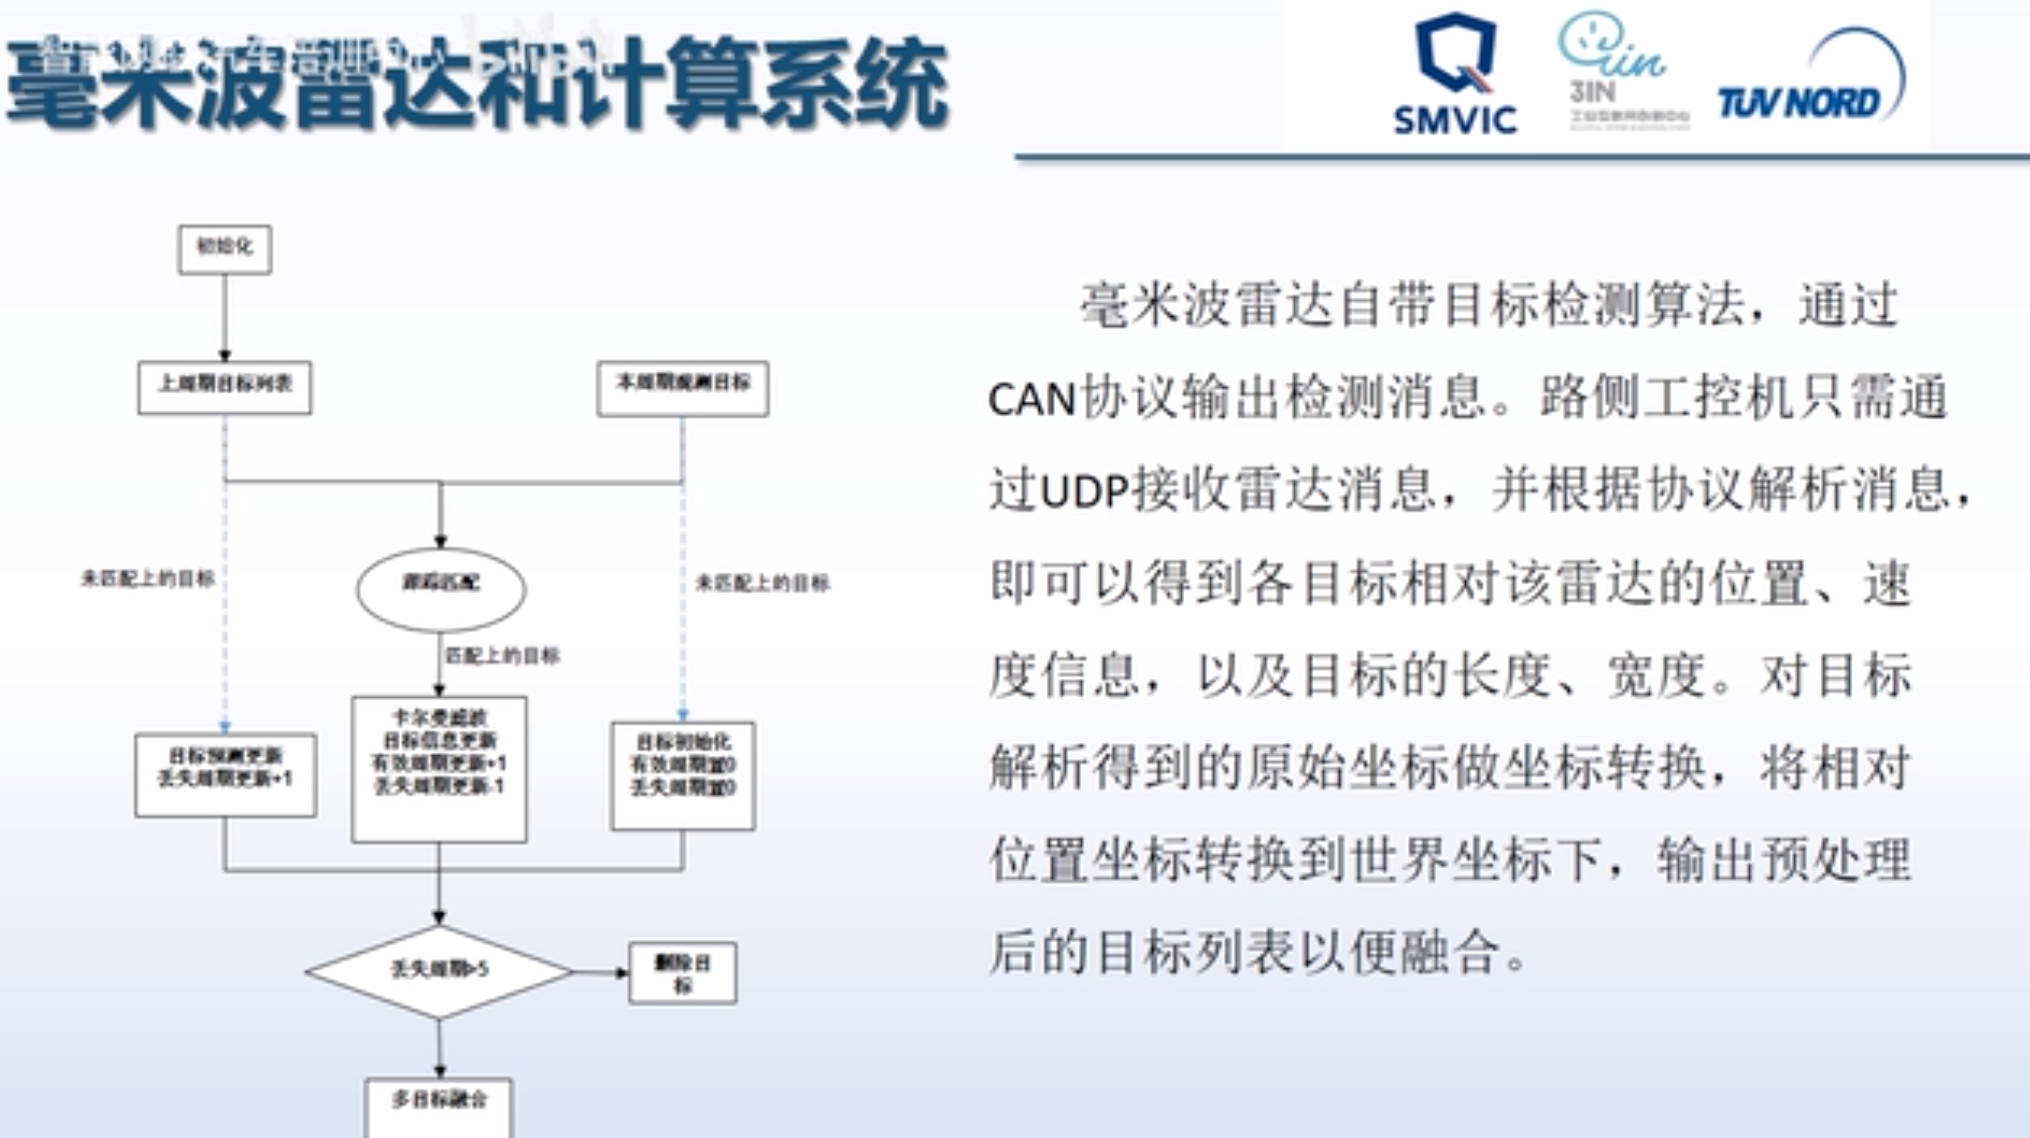 毫米波雷达和计算系统
SMVIC
3IN
工业互联网创新中心
TUV NORD
初始化
上周期目标列表
本周期观测目标
未匹配上的目标
跟踪匹配
未匹配上的目标
匹配上的目标
目标预测更新
丢失周期更新+1
卡尔曼滤波
目标信息更新
有效周期更新+1
丢失周期更新-1
目标初始化
有效周期置0
丢失周期置0
丢失周期>5
删除目
标
多目标融合
毫米波雷达自带目标检测算法，通过
CAN协议输出检测消息。路侧工控机只需通
过UDP接收雷达消息，并根据协议解析消息，
即可以得到各目标相对该雷达的位置、速
度信息，以及目标的长度、宽度。对目标
解析得到的原始坐标做坐标转换，将相对
位置坐标转换到世界坐标下，输出预处理
后的目标列表以便融合。